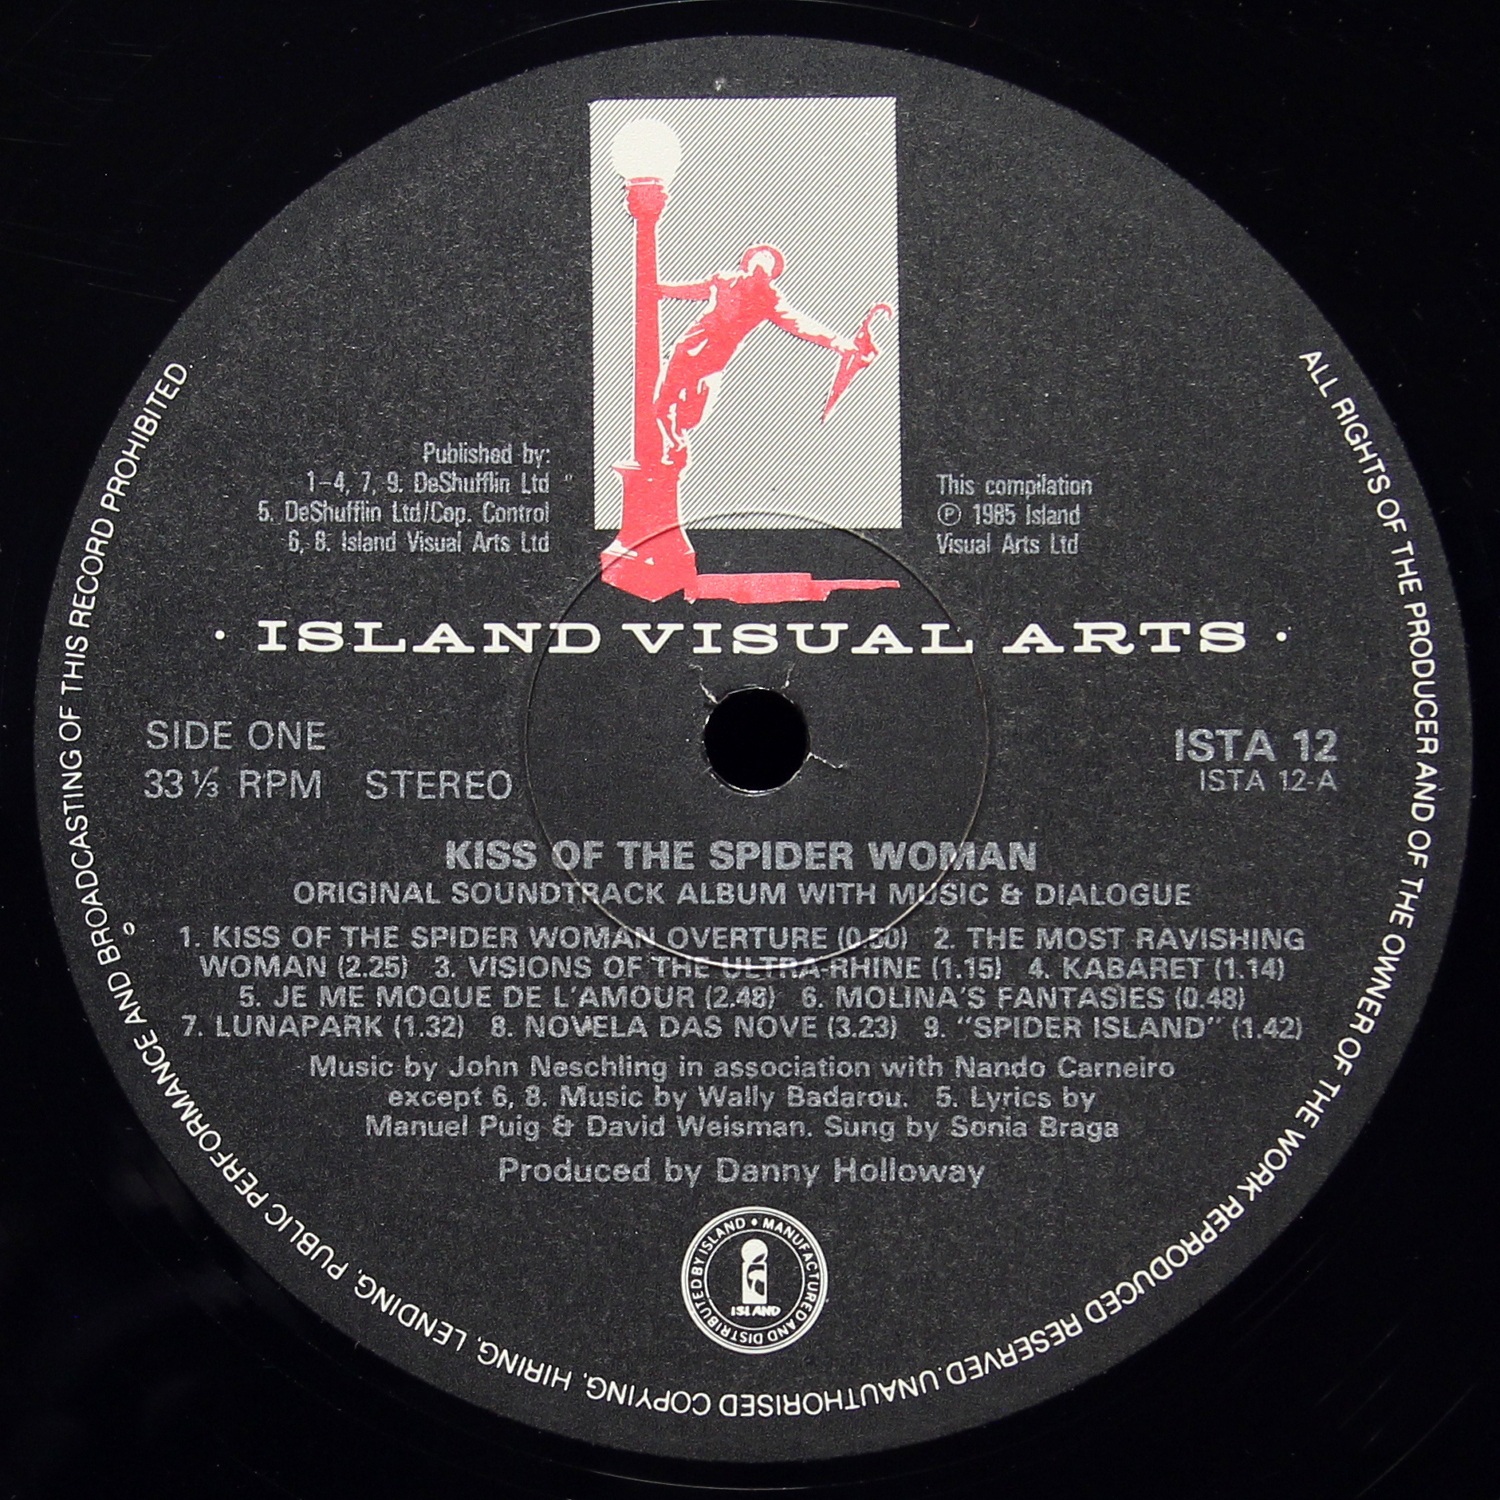 Published by:
1-4, 7, 9. DeShufflin Ltd
5. DeShufflin Ltd/Cop. Control
6, 8. Island Visual Arts Ltd
This compilation
℗ 1985 Island
Visual Arts Ltd
· ISLAND VISUAL ARTS ·
SIDE ONE
33⅓ RPM STEREO
ISTA 12
ISTA 12-A
KISS OF THE SPIDER WOMAN
ORIGINAL SOUNDTRACK ALBUM WITH MUSIC & DIALOGUE
1. KISS OF THE SPIDER WOMAN OVERTURE (0.50) 2. THE MOST RAVISHING
WOMAN (2.25) 3. VISIONS OF THE ULTRA-RHINE (1.15) 4. KABARET (1.14)
5. JE ME MOQUE DE L'AMOUR (2.48) 6. MOLINA'S FANTASIES (0.48)
7. LUNAPARK (1.32) 8. NOVELA DAS NOVE (3.23) 9. "SPIDER ISLAND" (1.42)
Music by John Neschling in association with Nando Carneiro
except 6, 8. Music by Wally Badarou. 5. Lyrics by
Manuel Puig & David Weisman. Sung by Sonia Braga
Produced by Danny Holloway
MANUFACTURED AND DISTRIBUTED BY ISLAND •
ISLAND
ALL RIGHTS OF THE PRODUCER AND OF THE OWNER OF THE WORK REPRODUCED RESERVED. UNAUTHORISED COPYING, HIRING, LENDING, PUBLIC PERFORMANCE AND BROADCASTING OF THIS RECORD PROHIBITED.